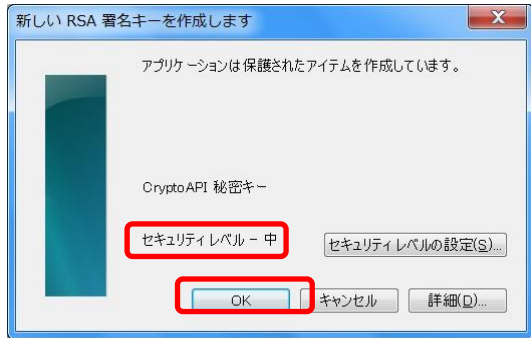 新しい RSA 署名キーを作成します
アプリケーションは保護されたアイテムを作成しています。
CryptoAPI 秘密キー
セキュリティ レベル - 中
セキュリティ レベルの設定(S)...
OK
キャンセル
詳細(D)...